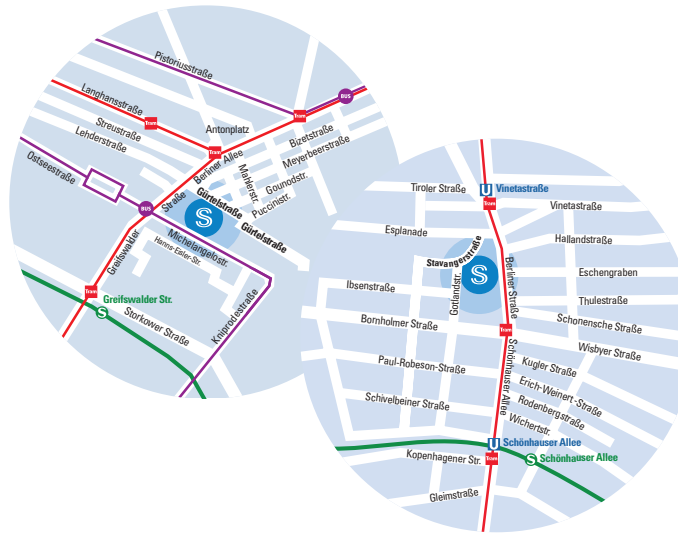 Pistoriusstraße
BUS
Langhansstraße
Tram
Tram
Streustraße
Antonplatz
Bizetstraße
Lehderstraße
Tram
Meyerbeerstraße
Berliner Allee
Ostseestraße
Mahlerstr.
Gounodstr.
Puccinistr.
Gürtelstraße
Straße
BUS
S
Gürtelstraße
Michelangelostr.
Hanns-Eisler-Str.
Greifswalder
Tram
Greifswalder Str.
S
Storkower Straße
Kniprodestraße
Tiroler Straße
U Vinetastraße
Tram
Vinetastraße
Esplanade
Hallandstraße
Stavangerstraße
S
Berliner Straße
Eschengraben
Ibsenstraße
Gotlandstr.
Thulestraße
Bornholmer Straße
Tram
Schonensche Straße
Wisbyer Straße
Schönhauser Allee
Paul-Robeson-Straße
Kugler Straße
Erich-Weinert-Straße
Schivelbeiner Straße
Rodenbergstraße
Wichertstr.
U Schönhauser Allee
Kopenhagener Str.
Tram
S Schönhauser Allee
Gleimstraße